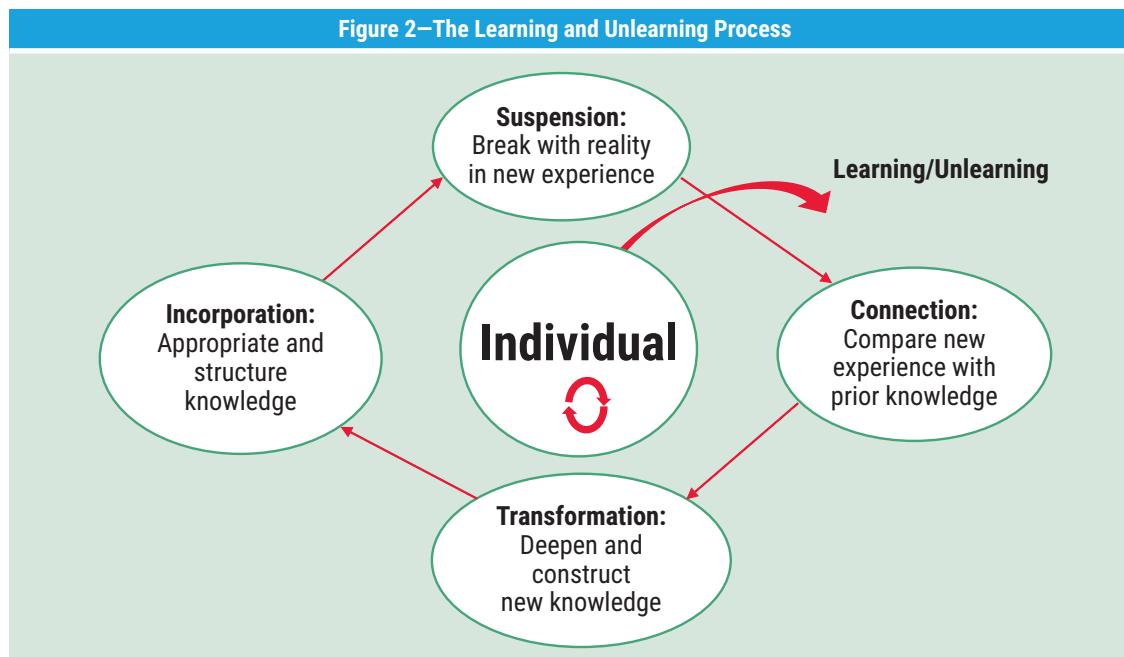 Figure 2—The Learning and Unlearning Process
Suspension:
Break with reality
in new experience
Learning/Unlearning
Connection:
Compare new
experience with
prior knowledge
Transformation:
Deepen and
construct
new knowledge
Incorporation:
Appropriate and
structure
knowledge
Individual